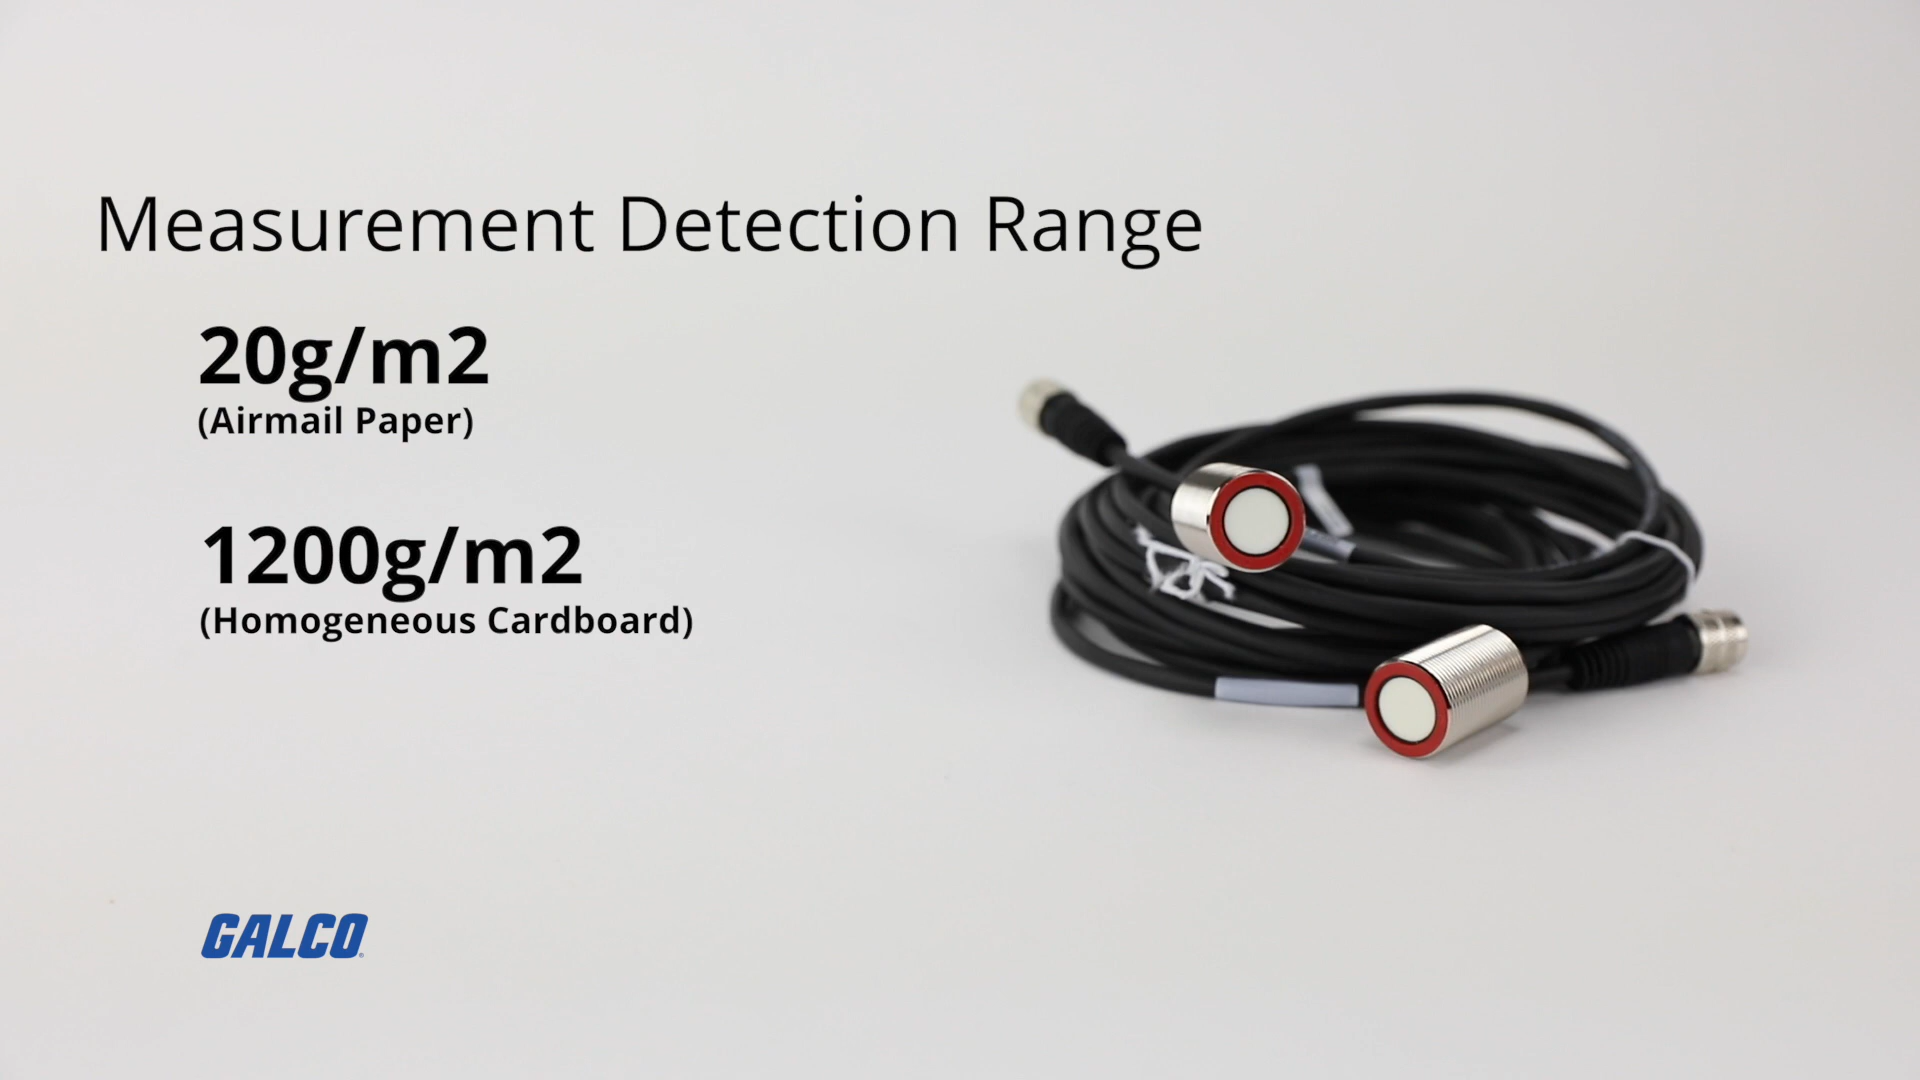 Measurement Detection Range
20g/m2
(Airmail Paper)
1200g/m2
(Homogeneous Cardboard)
GALCO